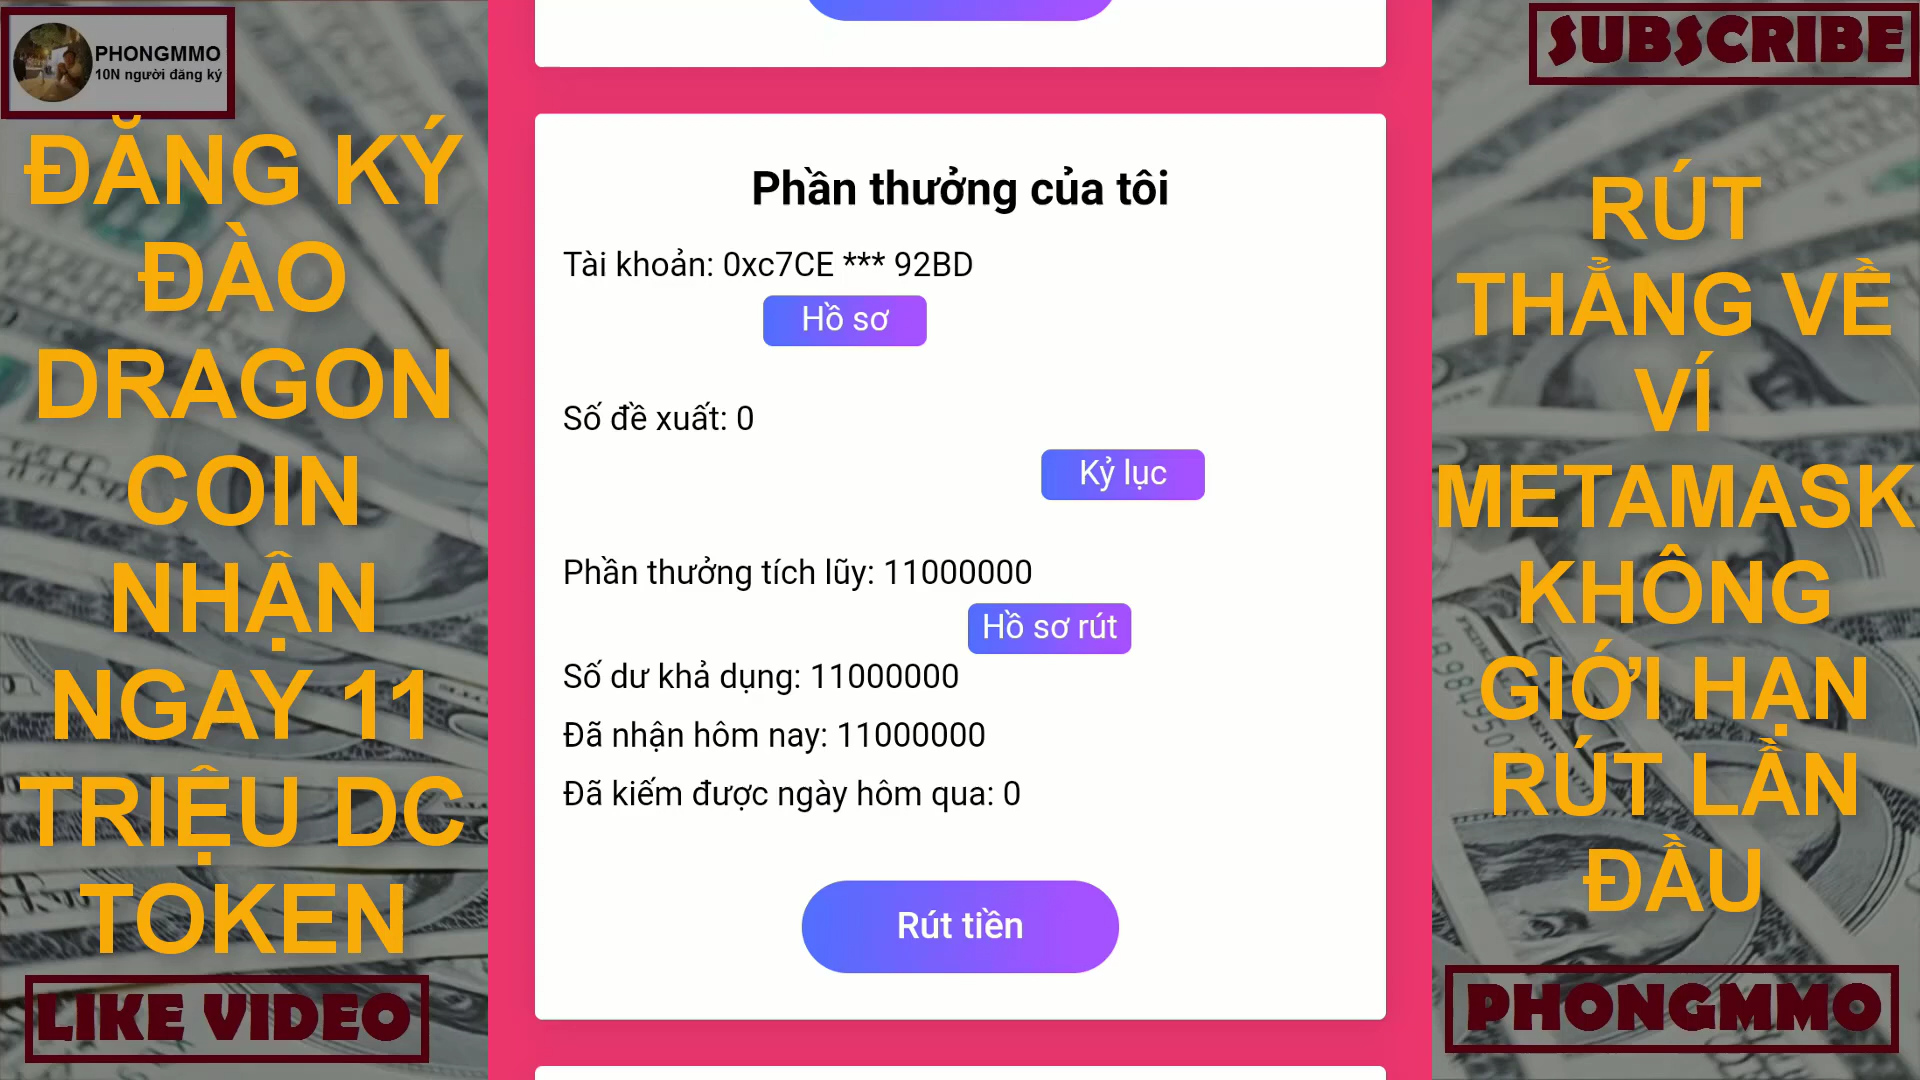 PHONGMMO
10N người đăng ký
ĐĂNG KÝ
ĐÀO
DRAGON
COIN
NHẬN
NGAY 11
TRIỆU DC
TOKEN
LIKE VIDEO
Phần thưởng của tôi
Tài khoản: 0xc7CE *** 92BD
Hồ sơ
Số đề xuất: 0
Kỷ lục
Phần thưởng tích lũy: 11000000
Hồ sơ rút
Số dư khả dụng: 11000000
Đã nhận hôm nay: 11000000
Đã kiếm được ngày hôm qua: 0
Rút tiền
SUBSCRIBE
RÚT
THẲNG VỀ
VÍ
METAMASK
KHÔNG
GIỚI HẠN
RÚT LẦN
ĐẦU
PHONGMMO